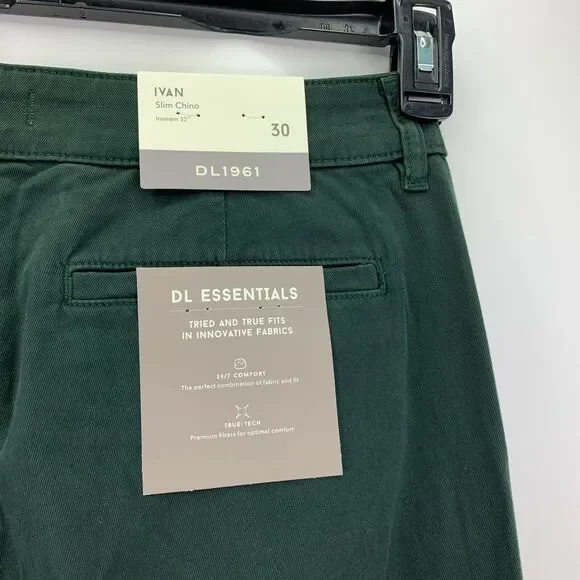 IVAN
Slim Chino
Inseam 32"
30
DL1961
DL ESSENTIALS
TRIED AND TRUE FITS
IN INNOVATIVE FABRICS
24/7 COMFORT
The perfect combination of fabric and fit
TRUE-TECH
Premium fibers for optimal comfort